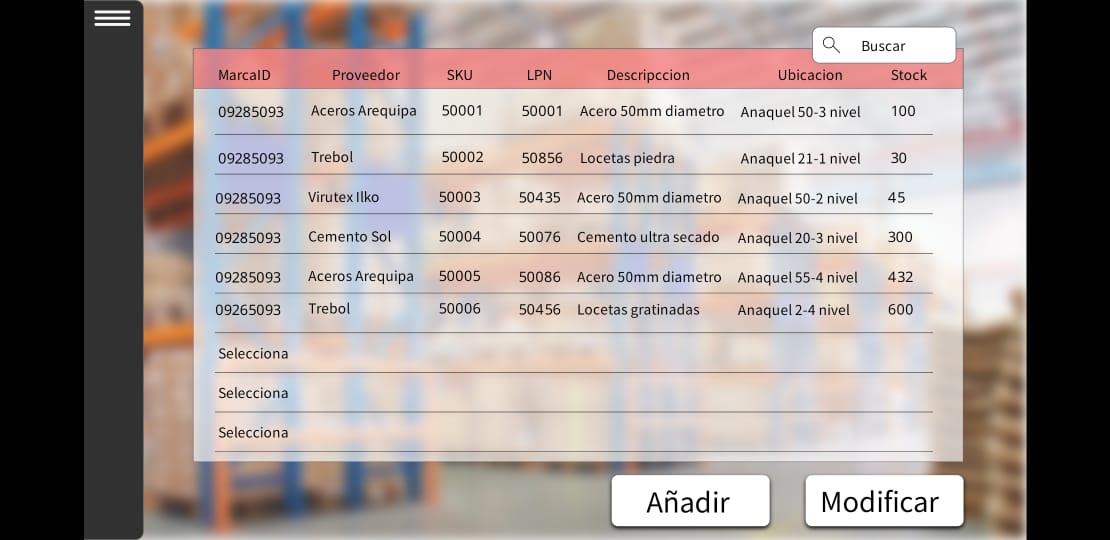 Buscar
MarcaID Proveedor SKU LPN Descripccion Ubicacion Stock
09285093 Aceros Arequipa 50001 50001 Acero 50mm diametro Anaquel 50-3 nivel 100
09285093 Trebol 50002 50856 Locetas piedra Anaquel 21-1 nivel 30
09285093 Virutex Ilko 50003 50435 Acero 50mm diametro Anaquel 50-2 nivel 45
09285093 Cemento Sol 50004 50076 Cemento ultra secado Anaquel 20-3 nivel 300
09285093 Aceros Arequipa 50005 50086 Acero 50mm diametro Anaquel 55-4 nivel 432
09265093 Trebol 50006 50456 Locetas gratinadas Anaquel 2-4 nivel 600
Selecciona
Selecciona
Selecciona
Añadir Modificar